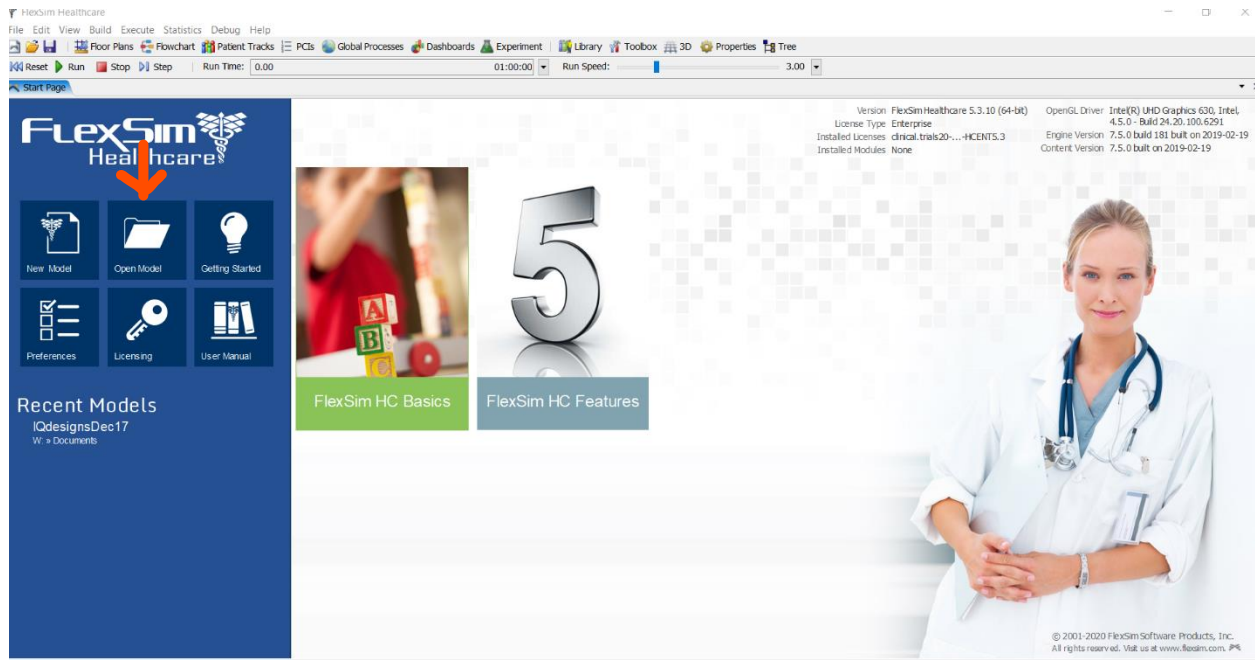 FlexSim Healthcare
File Edit View Build Execute Statistics Debug Help
Floor Plans Flowchart Patient Tracks PCIs Global Processes Dashboards Experiment Library Toolbox 3D Properties Tree
Reset Run Stop Step Run Time: 0.00 01:00:00 Run Speed: 3.00
Start Page
FlexSim
Healthcare
New Model Open Model Getting Started
Preferences Licensing User Manual
Recent Models
IQdesignsDec17
W: » Documents
A
B
C
5
FlexSim HC Basics
FlexSim HC Features
Version FlexSim Healthcare 5.3.10 (64-bit)
License Type Enterprise
Installed Licenses clinical.trials20-...-HCENT5.3
Installed Modules None
OpenGL Driver Intel(R) UHD Graphics 630, Intel,
4.5.0 - Build 24.20.100.6291
Engine Version 7.5.0 build 181 built on 2019-02-19
Content Version 7.5.0 built on 2019-02-19
© 2001-2020 FlexSim Software Products, Inc.
All rights reserved. Visit us at www.flexsim.com.